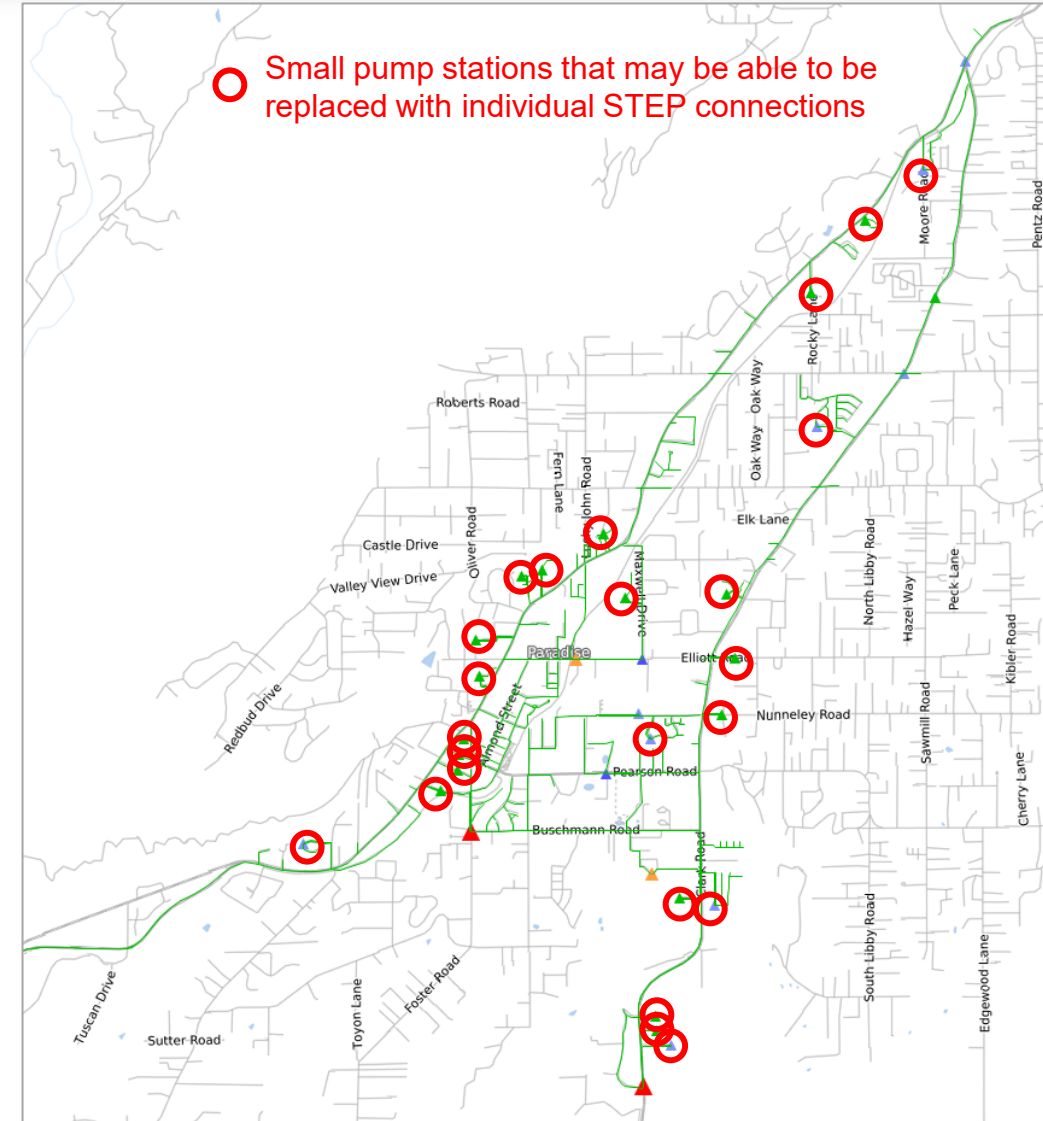 Small pump stations that may be able to be
replaced with individual STEP connections
Moore Road
Pentz Road
Rocky Lane
Oak Way
Roberts Road
Oak Way
Fern Lane
John Road
Elk Lane
Oliver Road
Castle Drive
Valley View Drive
Maxwell Drive
North Libby Road
Peck Lane
Hazel Way
Kibler Road
Paradise
Elliott Road
Redbud Drive
Almond Street
Nunneley Road
Sawmill Road
Pearson Road
Cherry Lane
Buschmann Road
Clark Road
South Libby Road
Edgewood Lane
Tuscan Drive
Foster Road
Toyon Lane
Sutter Road